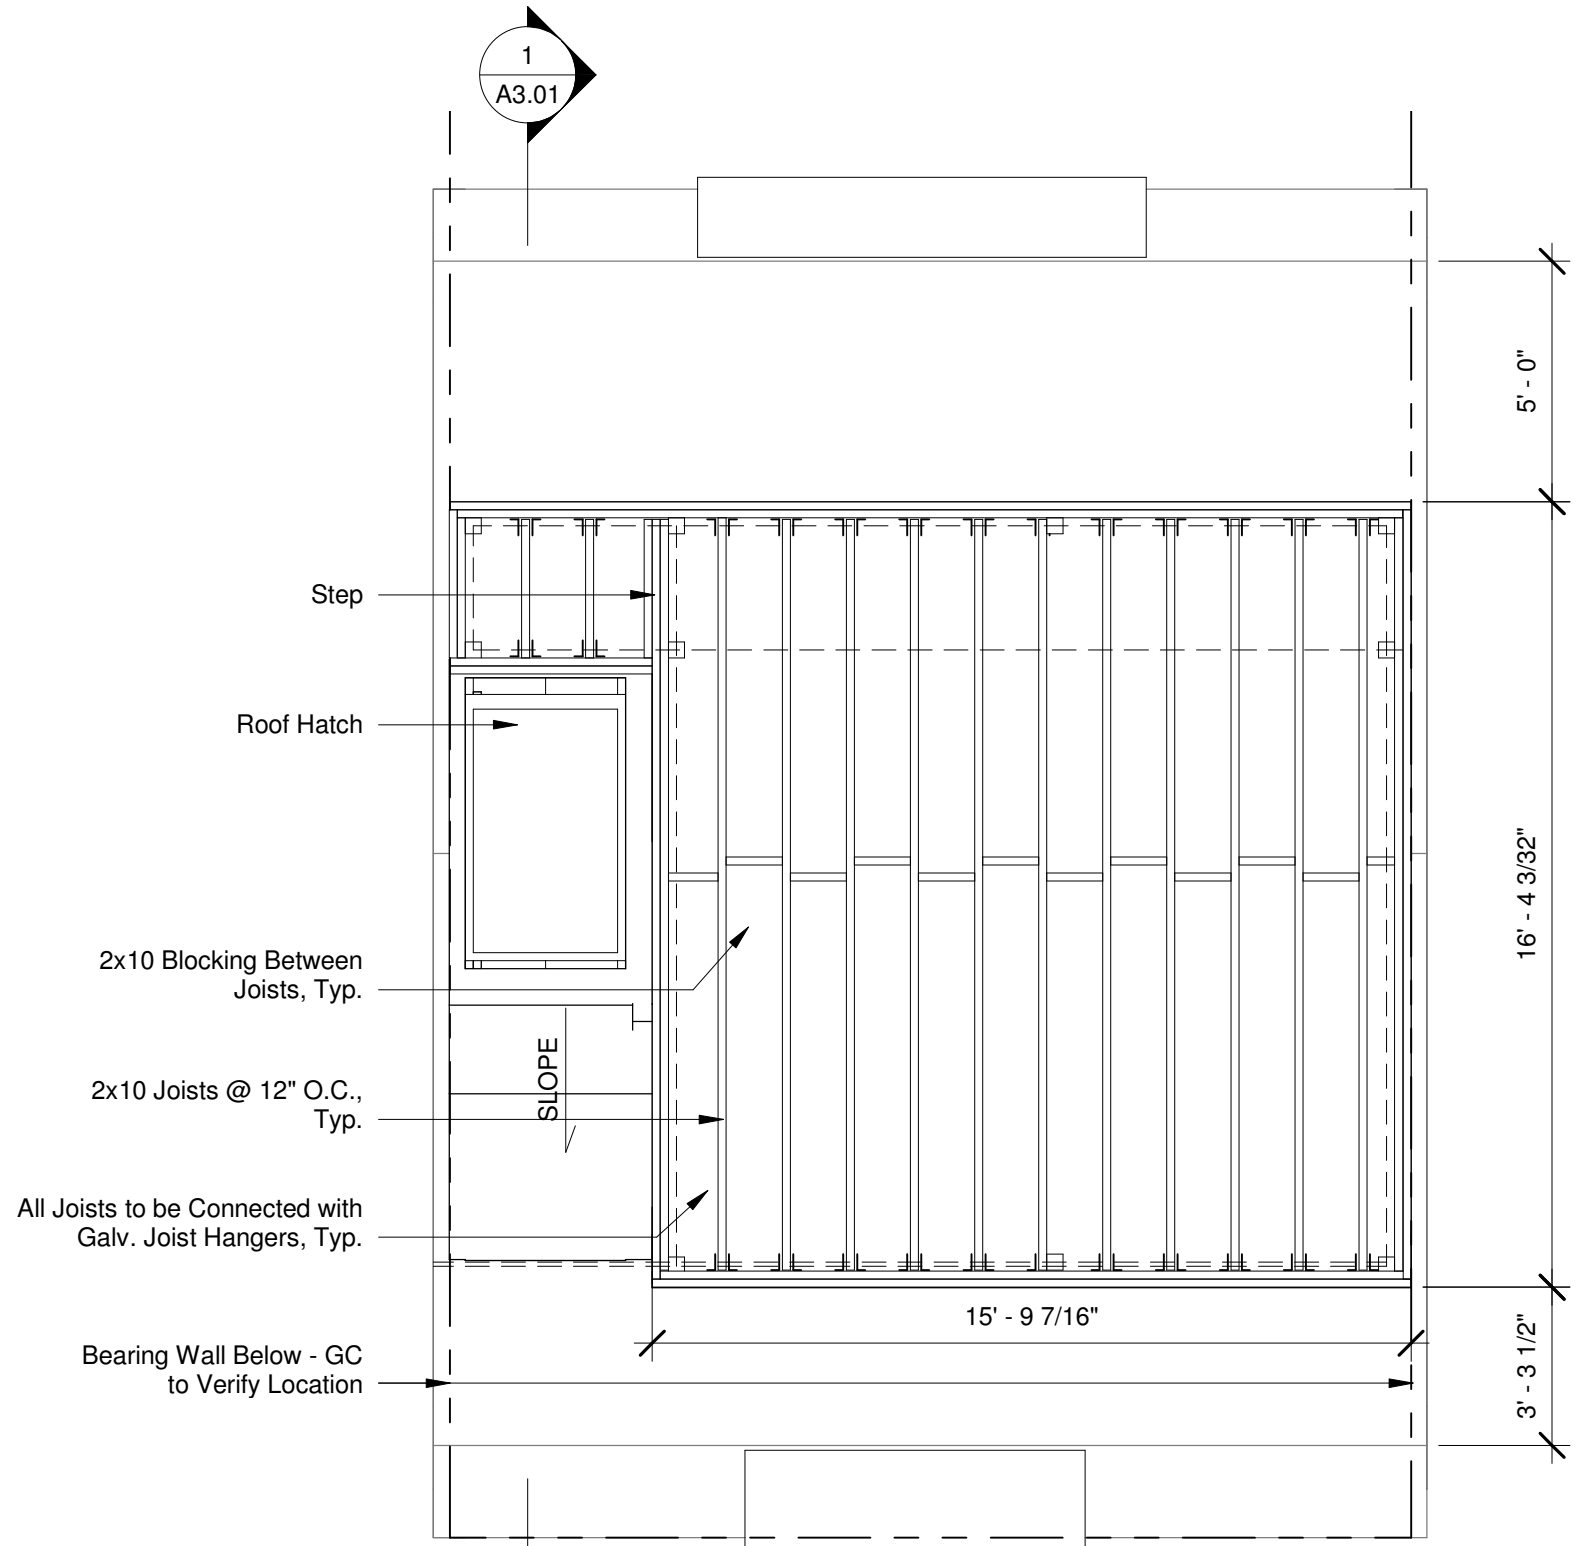 1
A3.01
5' - 0"
Step
Roof Hatch
16' - 4 3/32"
2x10 Blocking Between
Joists, Typ.
SLOPE
2x10 Joists @ 12" O.C.,
Typ.
All Joists to be Connected with
Galv. Joist Hangers, Typ.
15' - 9 7/16"
3' - 3 1/2"
Bearing Wall Below - GC
to Verify Location